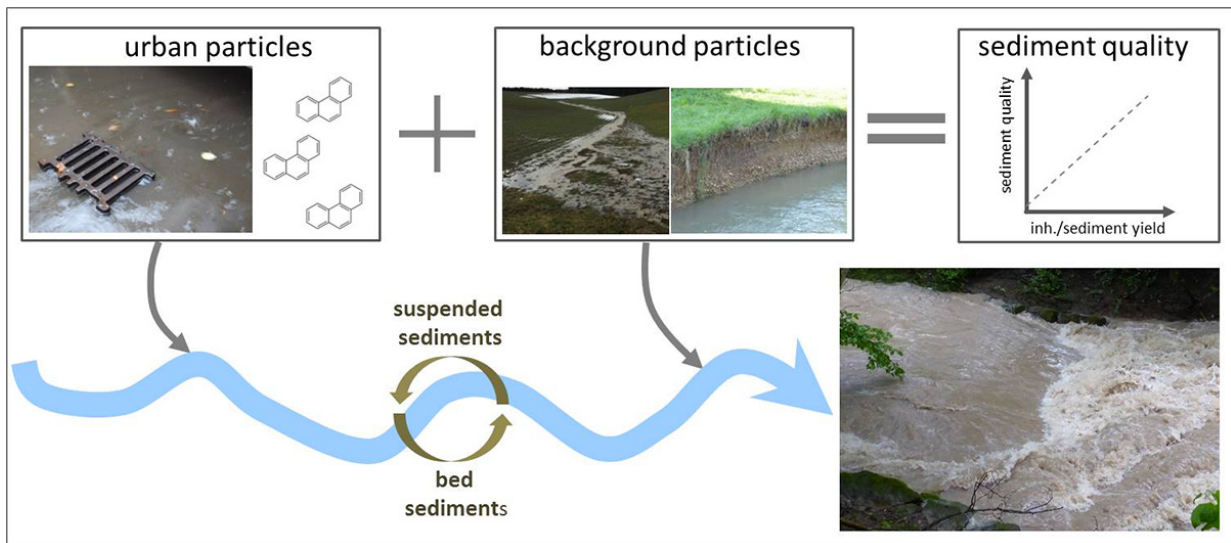 urban particles
background particles
sediment quality
sediment quality
inh./sediment yield
suspended
sediments
bed
sediments